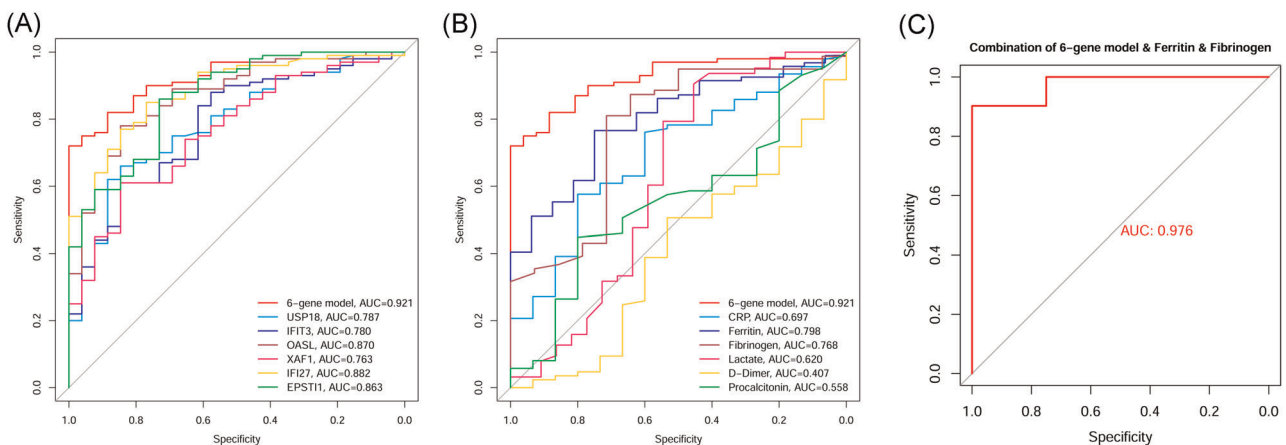 (A)
1.0
0.8
0.6
0.4
0.2
0.0
Sensitivity
6-gene model, AUC=0.921
USP18, AUC=0.787
IFIT3, AUC=0.780
OASL, AUC=0.870
XAF1, AUC=0.763
IFI27, AUC=0.882
EPSTI1, AUC=0.863
1.0 0.8 0.6 0.4 0.2 0.0
Specificity
(B)
1.0
0.8
0.6
0.4
0.2
0.0
Sensitivity
6-gene model, AUC=0.921
CRP, AUC=0.697
Ferritin, AUC=0.798
Fibrinogen, AUC=0.768
Lactate, AUC=0.620
D-Dimer, AUC=0.407
Procalcitonin, AUC=0.558
1.0 0.8 0.6 0.4 0.2 0.0
Specificity
(C)
Combination of 6-gene model & Ferritin & Fibrinogen
1.0
0.8
0.6
0.4
0.2
0.0
Sensitivity
AUC: 0.976
1.0 0.8 0.6 0.4 0.2 0.0
Specificity